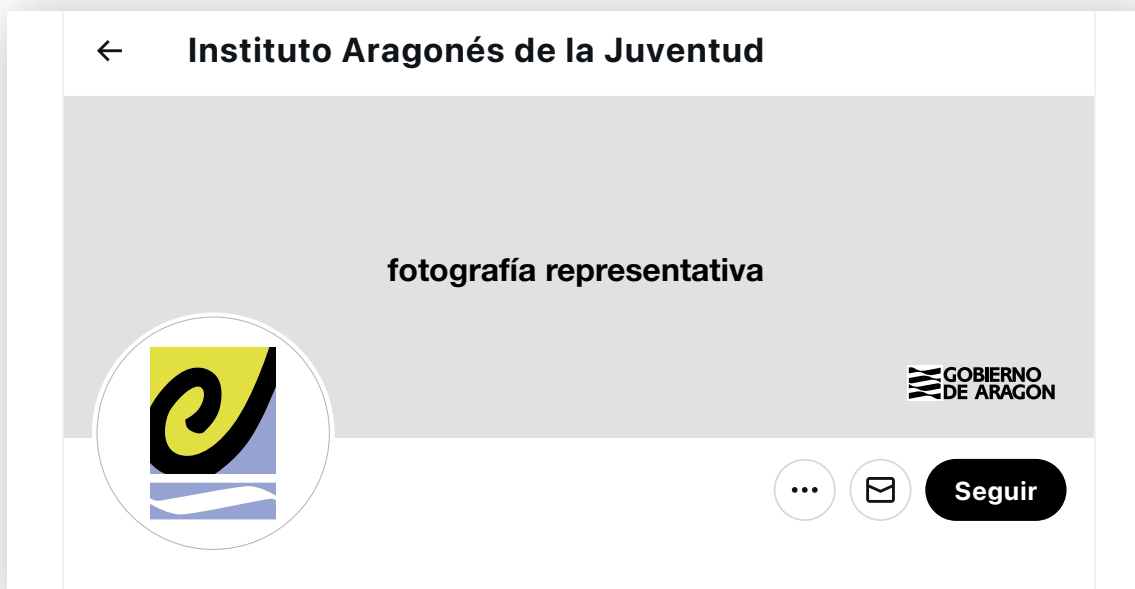 Instituto Aragonés de la Juventud
fotografía representativa
GOBIERNO
DE ARAGON
Seguir